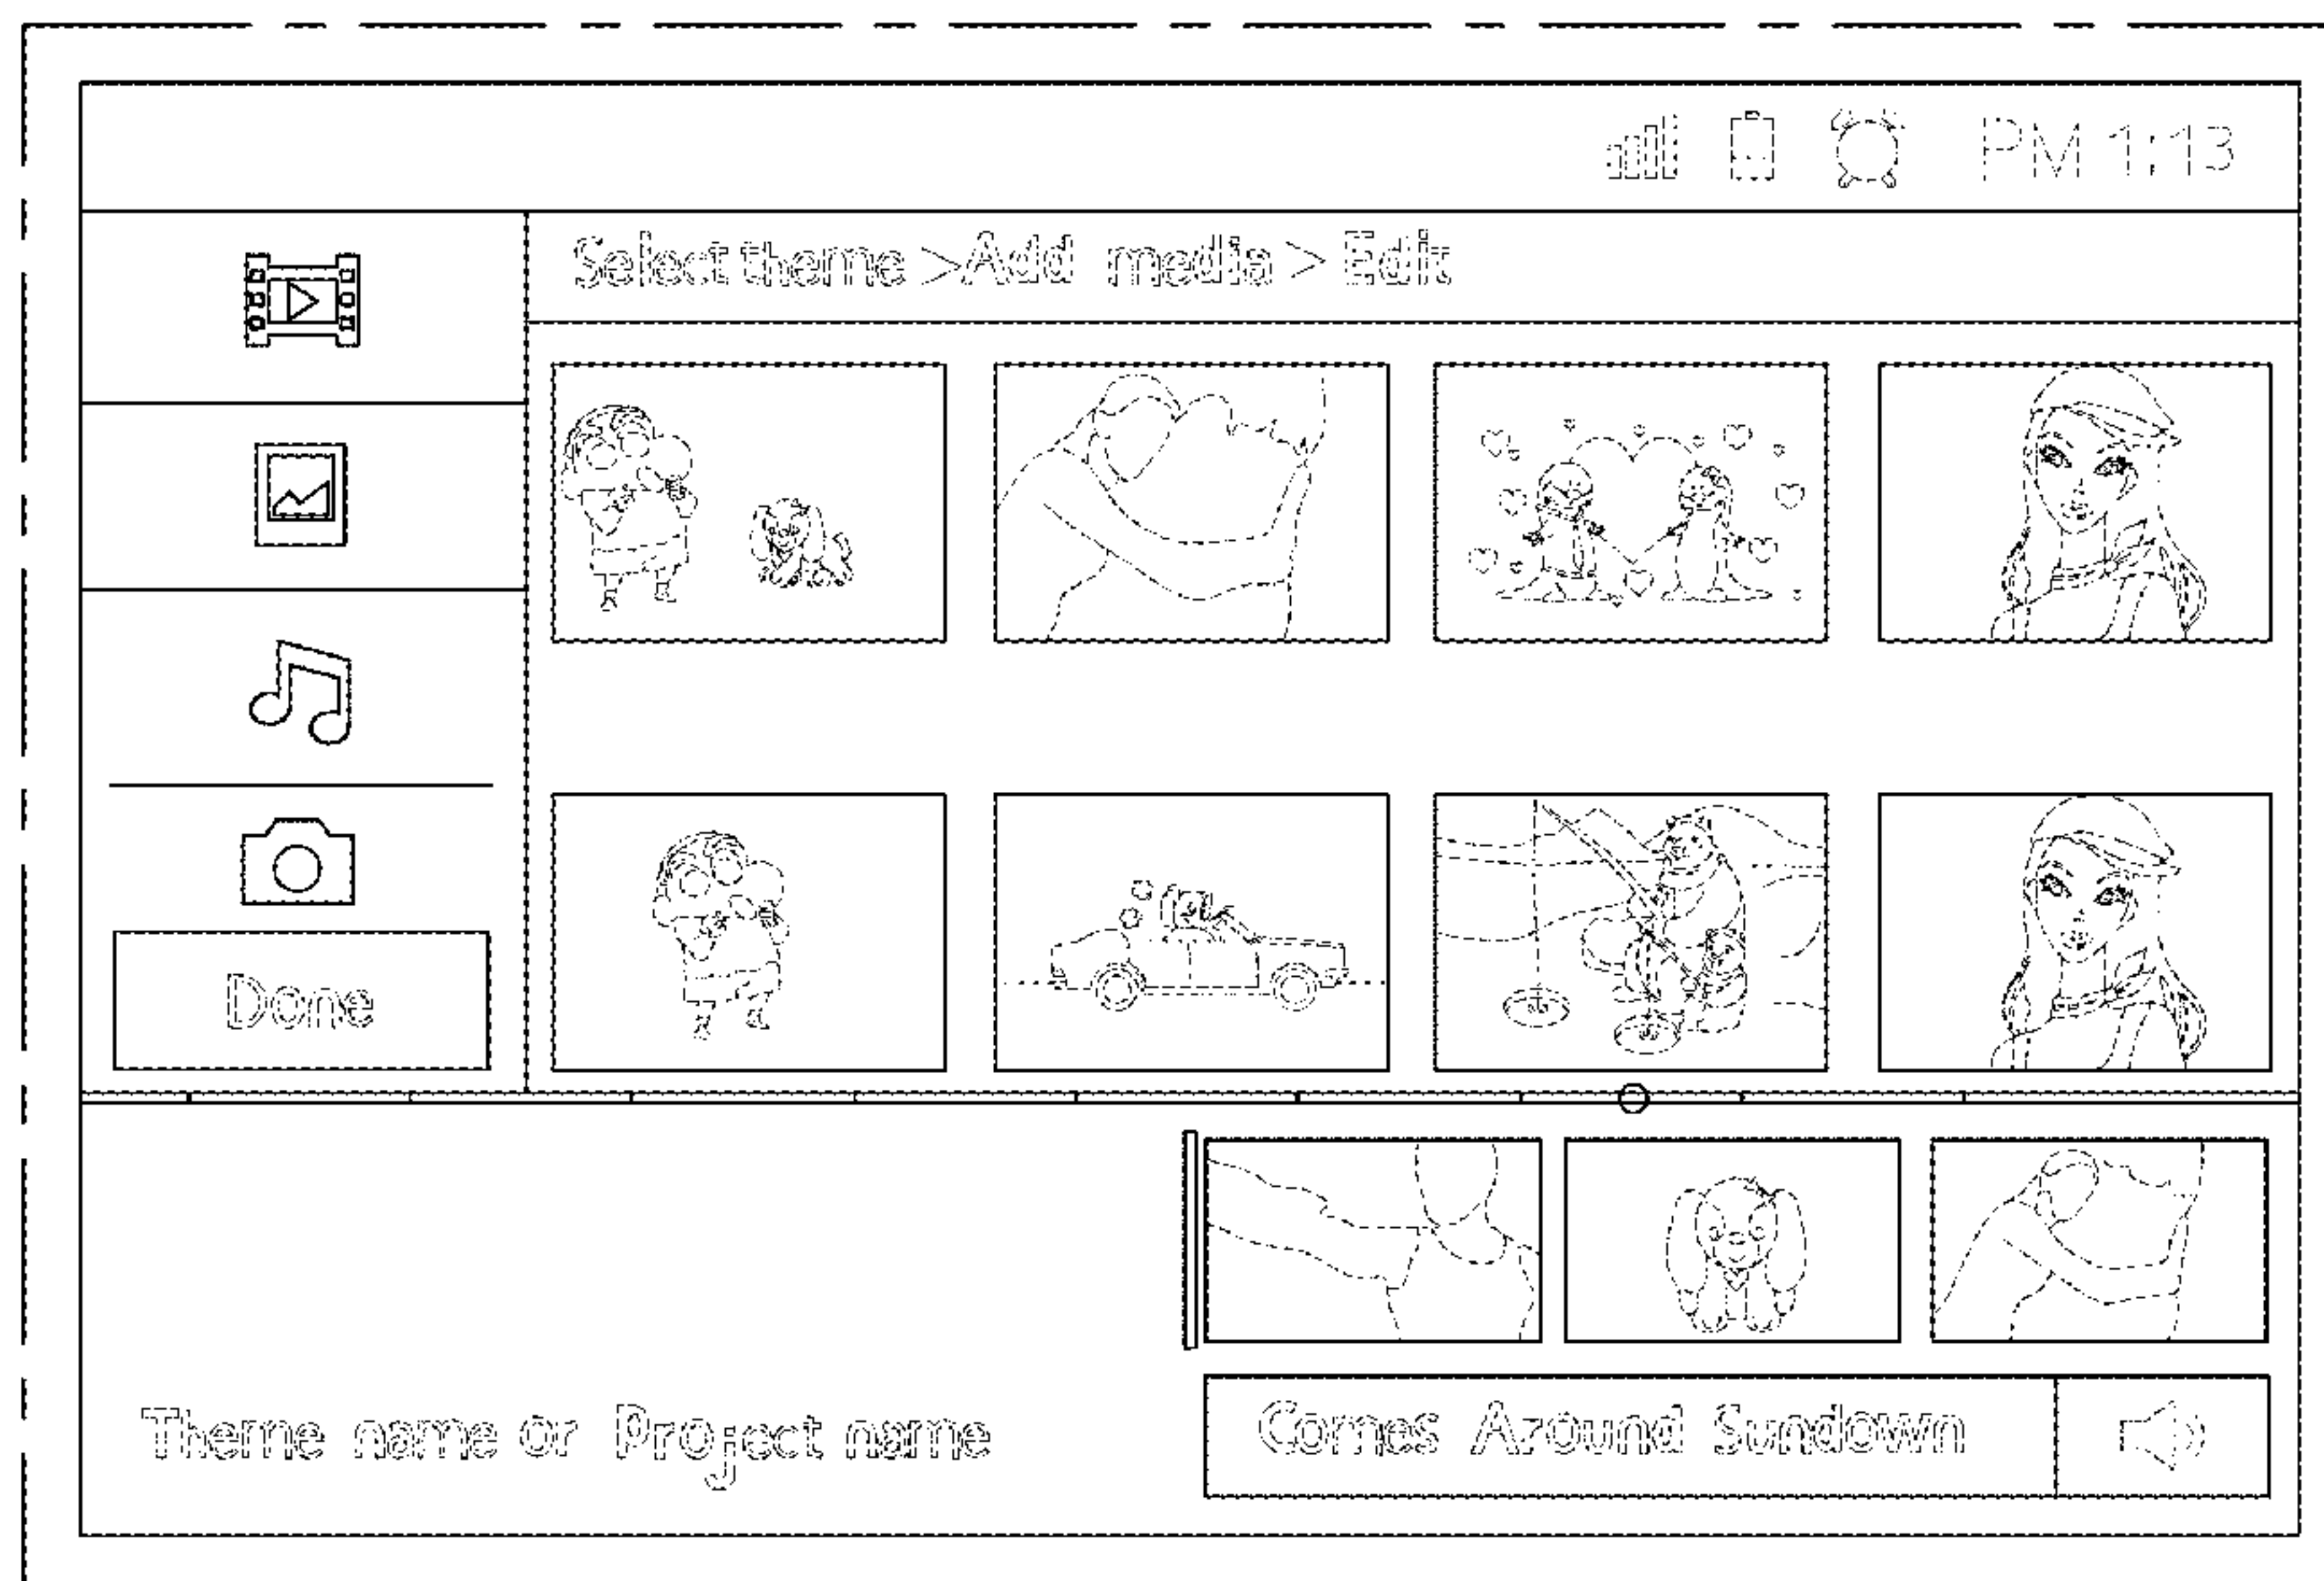 PM 1:13
Select theme >Add media > Edit
Done
Theme name or Project name
Comes Around Sundown